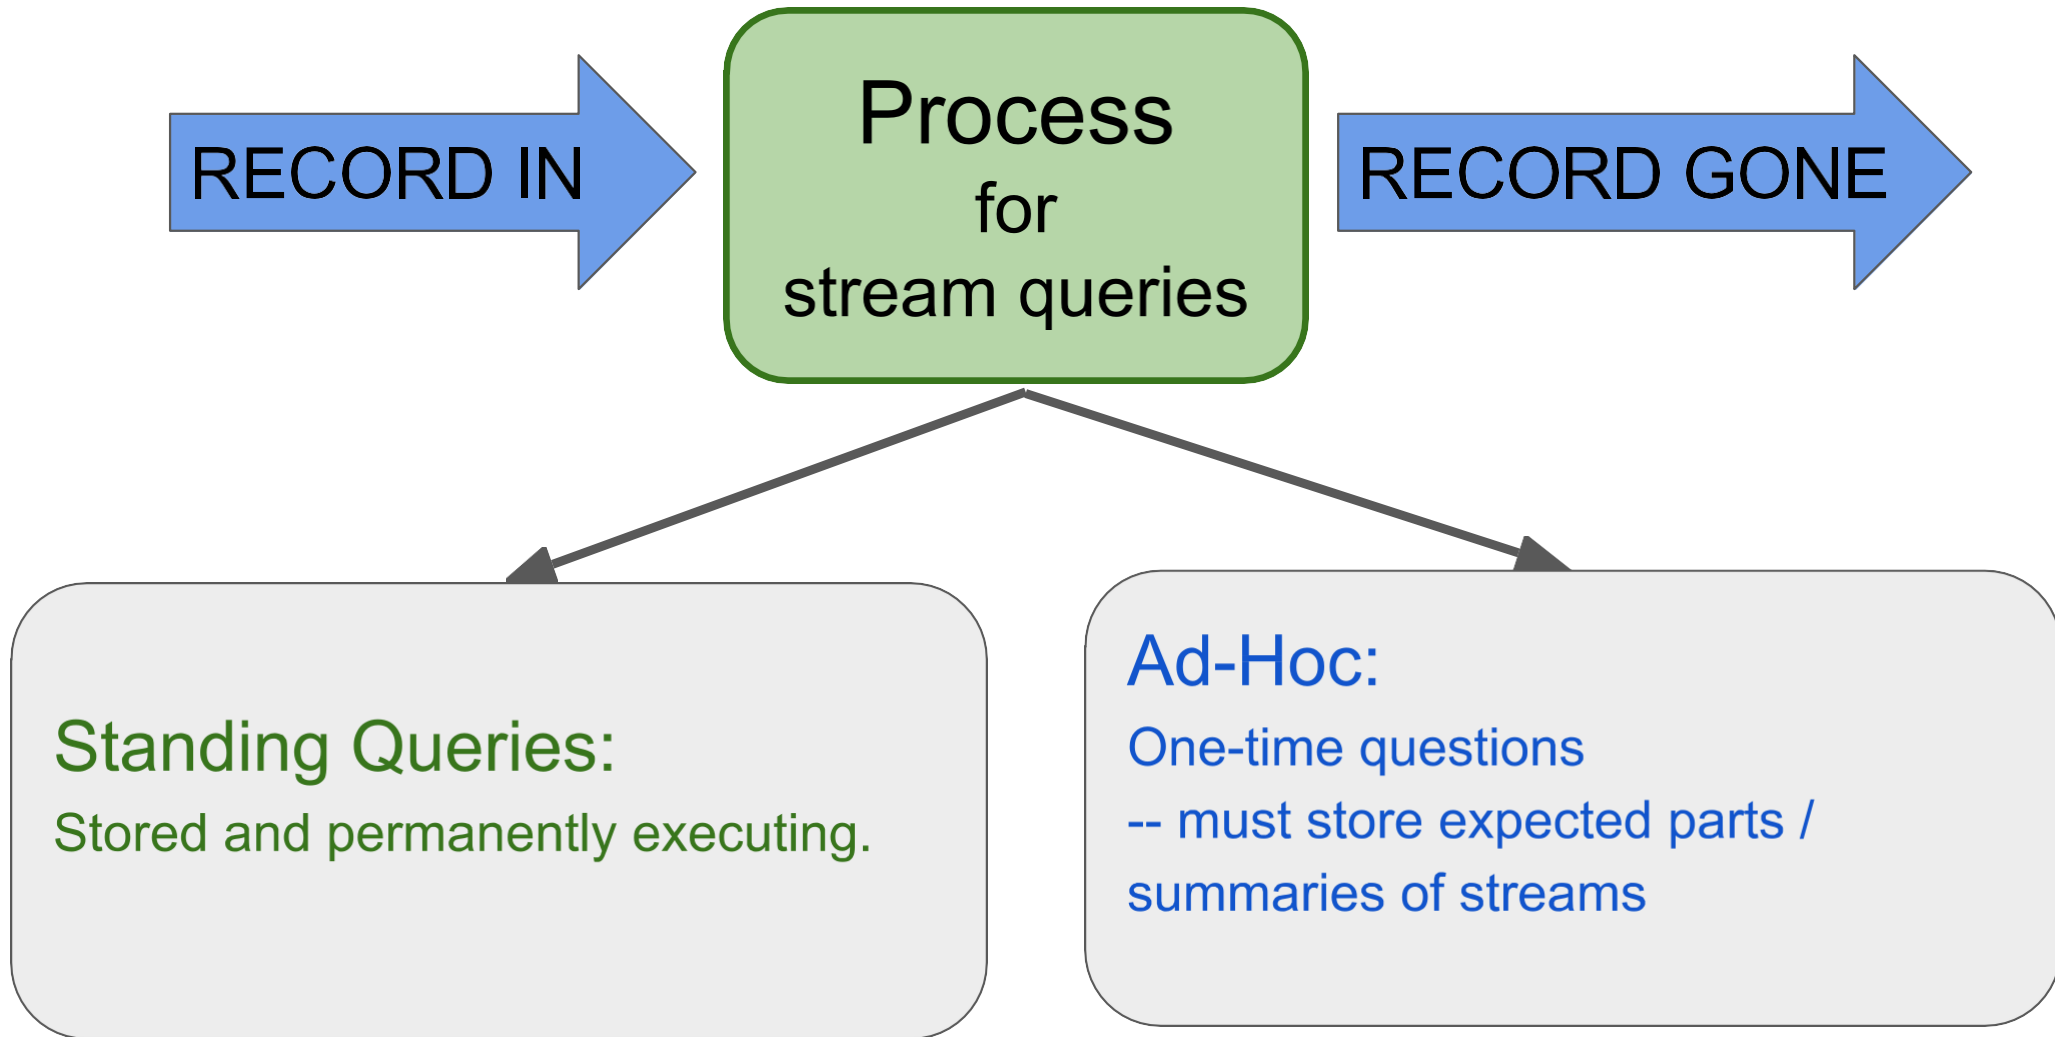 RECORD IN
Process
for
stream queries
RECORD GONE
Standing Queries:
Stored and permanently executing.
Ad-Hoc:
One-time questions
-- must store expected parts /
summaries of streams